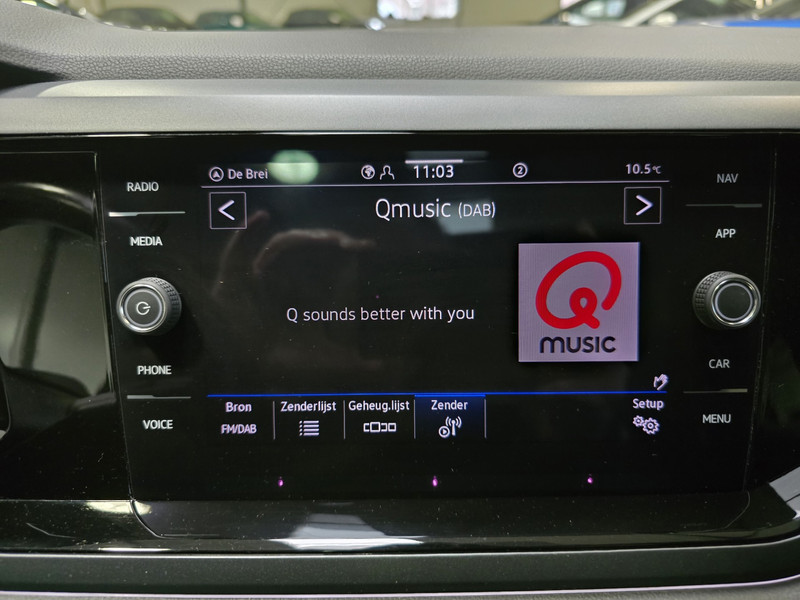 De Brei 11:03 2 10.5°C
RADIO
MEDIA
PHONE
VOICE
< Qmusic (DAB) >
Q sounds better with you
MUSIC
Bron Zenderlijst Geheug.lijst Zender Setup
FM/DAB
NAV
APP
CAR
MENU